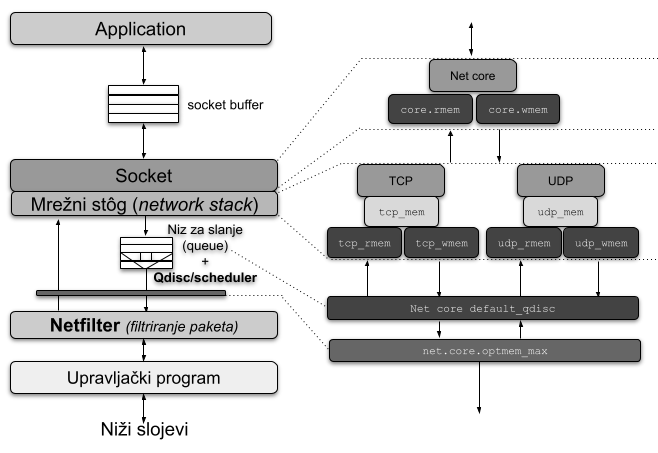 Application
socket buffer
Socket
Mrežni stôg (network stack)
Niz za slanje
(queue)
+
Qdisc/scheduler
Netfilter (filtriranje paketa)
Upravljački program
Niži slojevi
Net core
core.rmem
core.wmem
TCP
tcp_mem
tcp_rmem
tcp_wmem
UDP
udp_mem
udp_rmem
udp_wmem
Net core default_qdisc
net.core.optmem_max